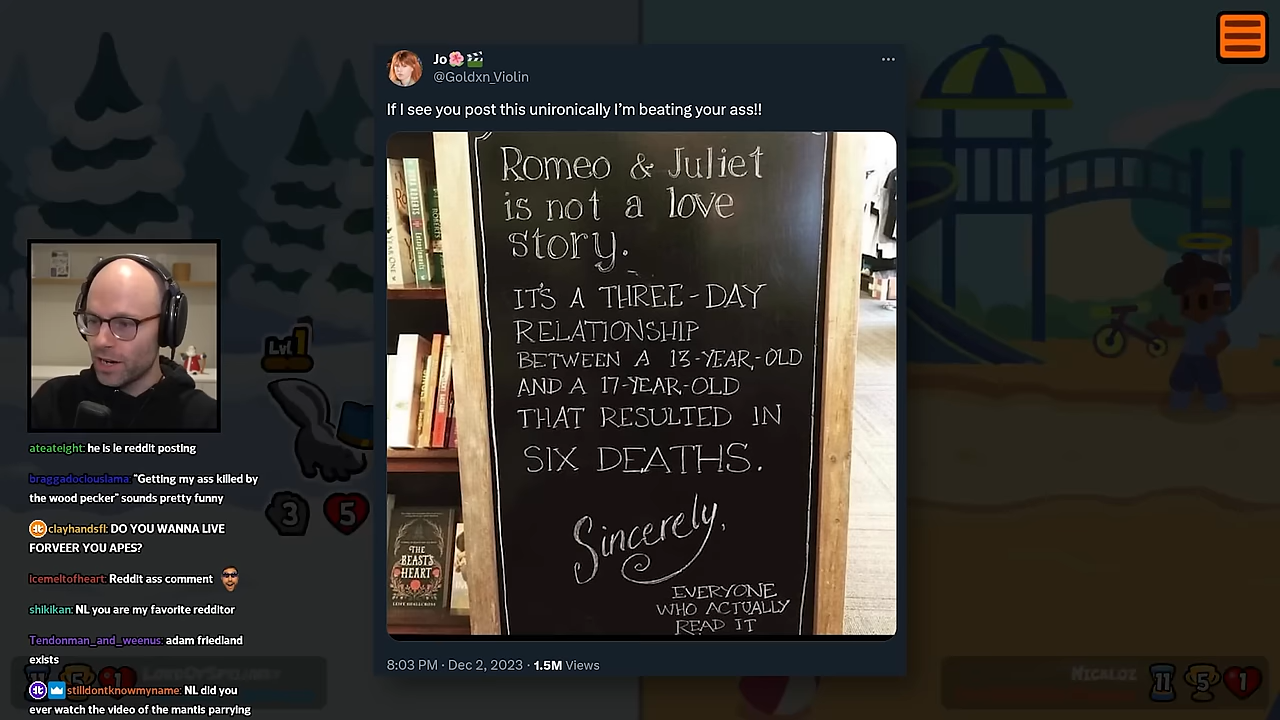 Jo
@Goldxn_Violin
If I see you post this unironically I'm beating your ass!!
Romeo & Juliet
is not a love
story.
IT'S A THREE-DAY
RELATIONSHIP
BETWEEN A 13-YEAR-OLD
AND A 17-YEAR-OLD
THAT RESULTED IN
SIX DEATHS.
Sincerely,
EVERYONE
WHO ACTUALLY
READ IT
THE
BEAST'S
HEART
8:03 PM · Dec 2, 2023 · 1.5M Views
Lvl 1
3 5
ateateight: he is le reddit posting
braggadociouslama: "Getting my ass killed by
the wood pecker" sounds pretty funny
clayhandsfl: DO YOU WANNA LIVE
FORVEER YOU APES?
icemeltofheart: Reddit ass comment
shikikan: NL you are my favorite redditor
Tendonman_and_weenus: adam friedland
exists
stilldontknowmyname: NL did you
ever watch the video of the mantis parrying
Nicaloz
11 5 1